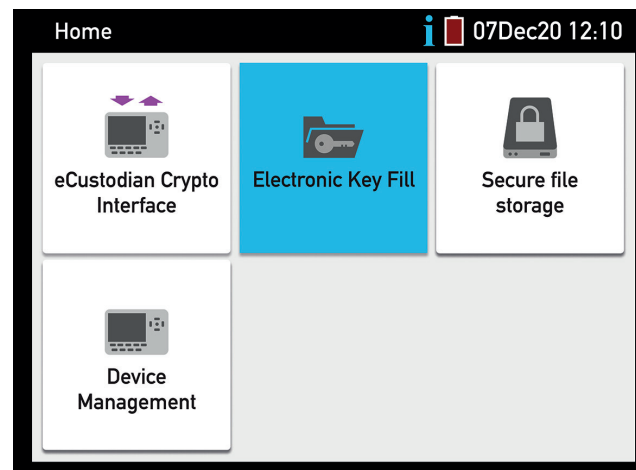 Home
i 07Dec20 12:10
eCustodian Crypto
Interface
Electronic Key Fill
Secure file
storage
Device
Management